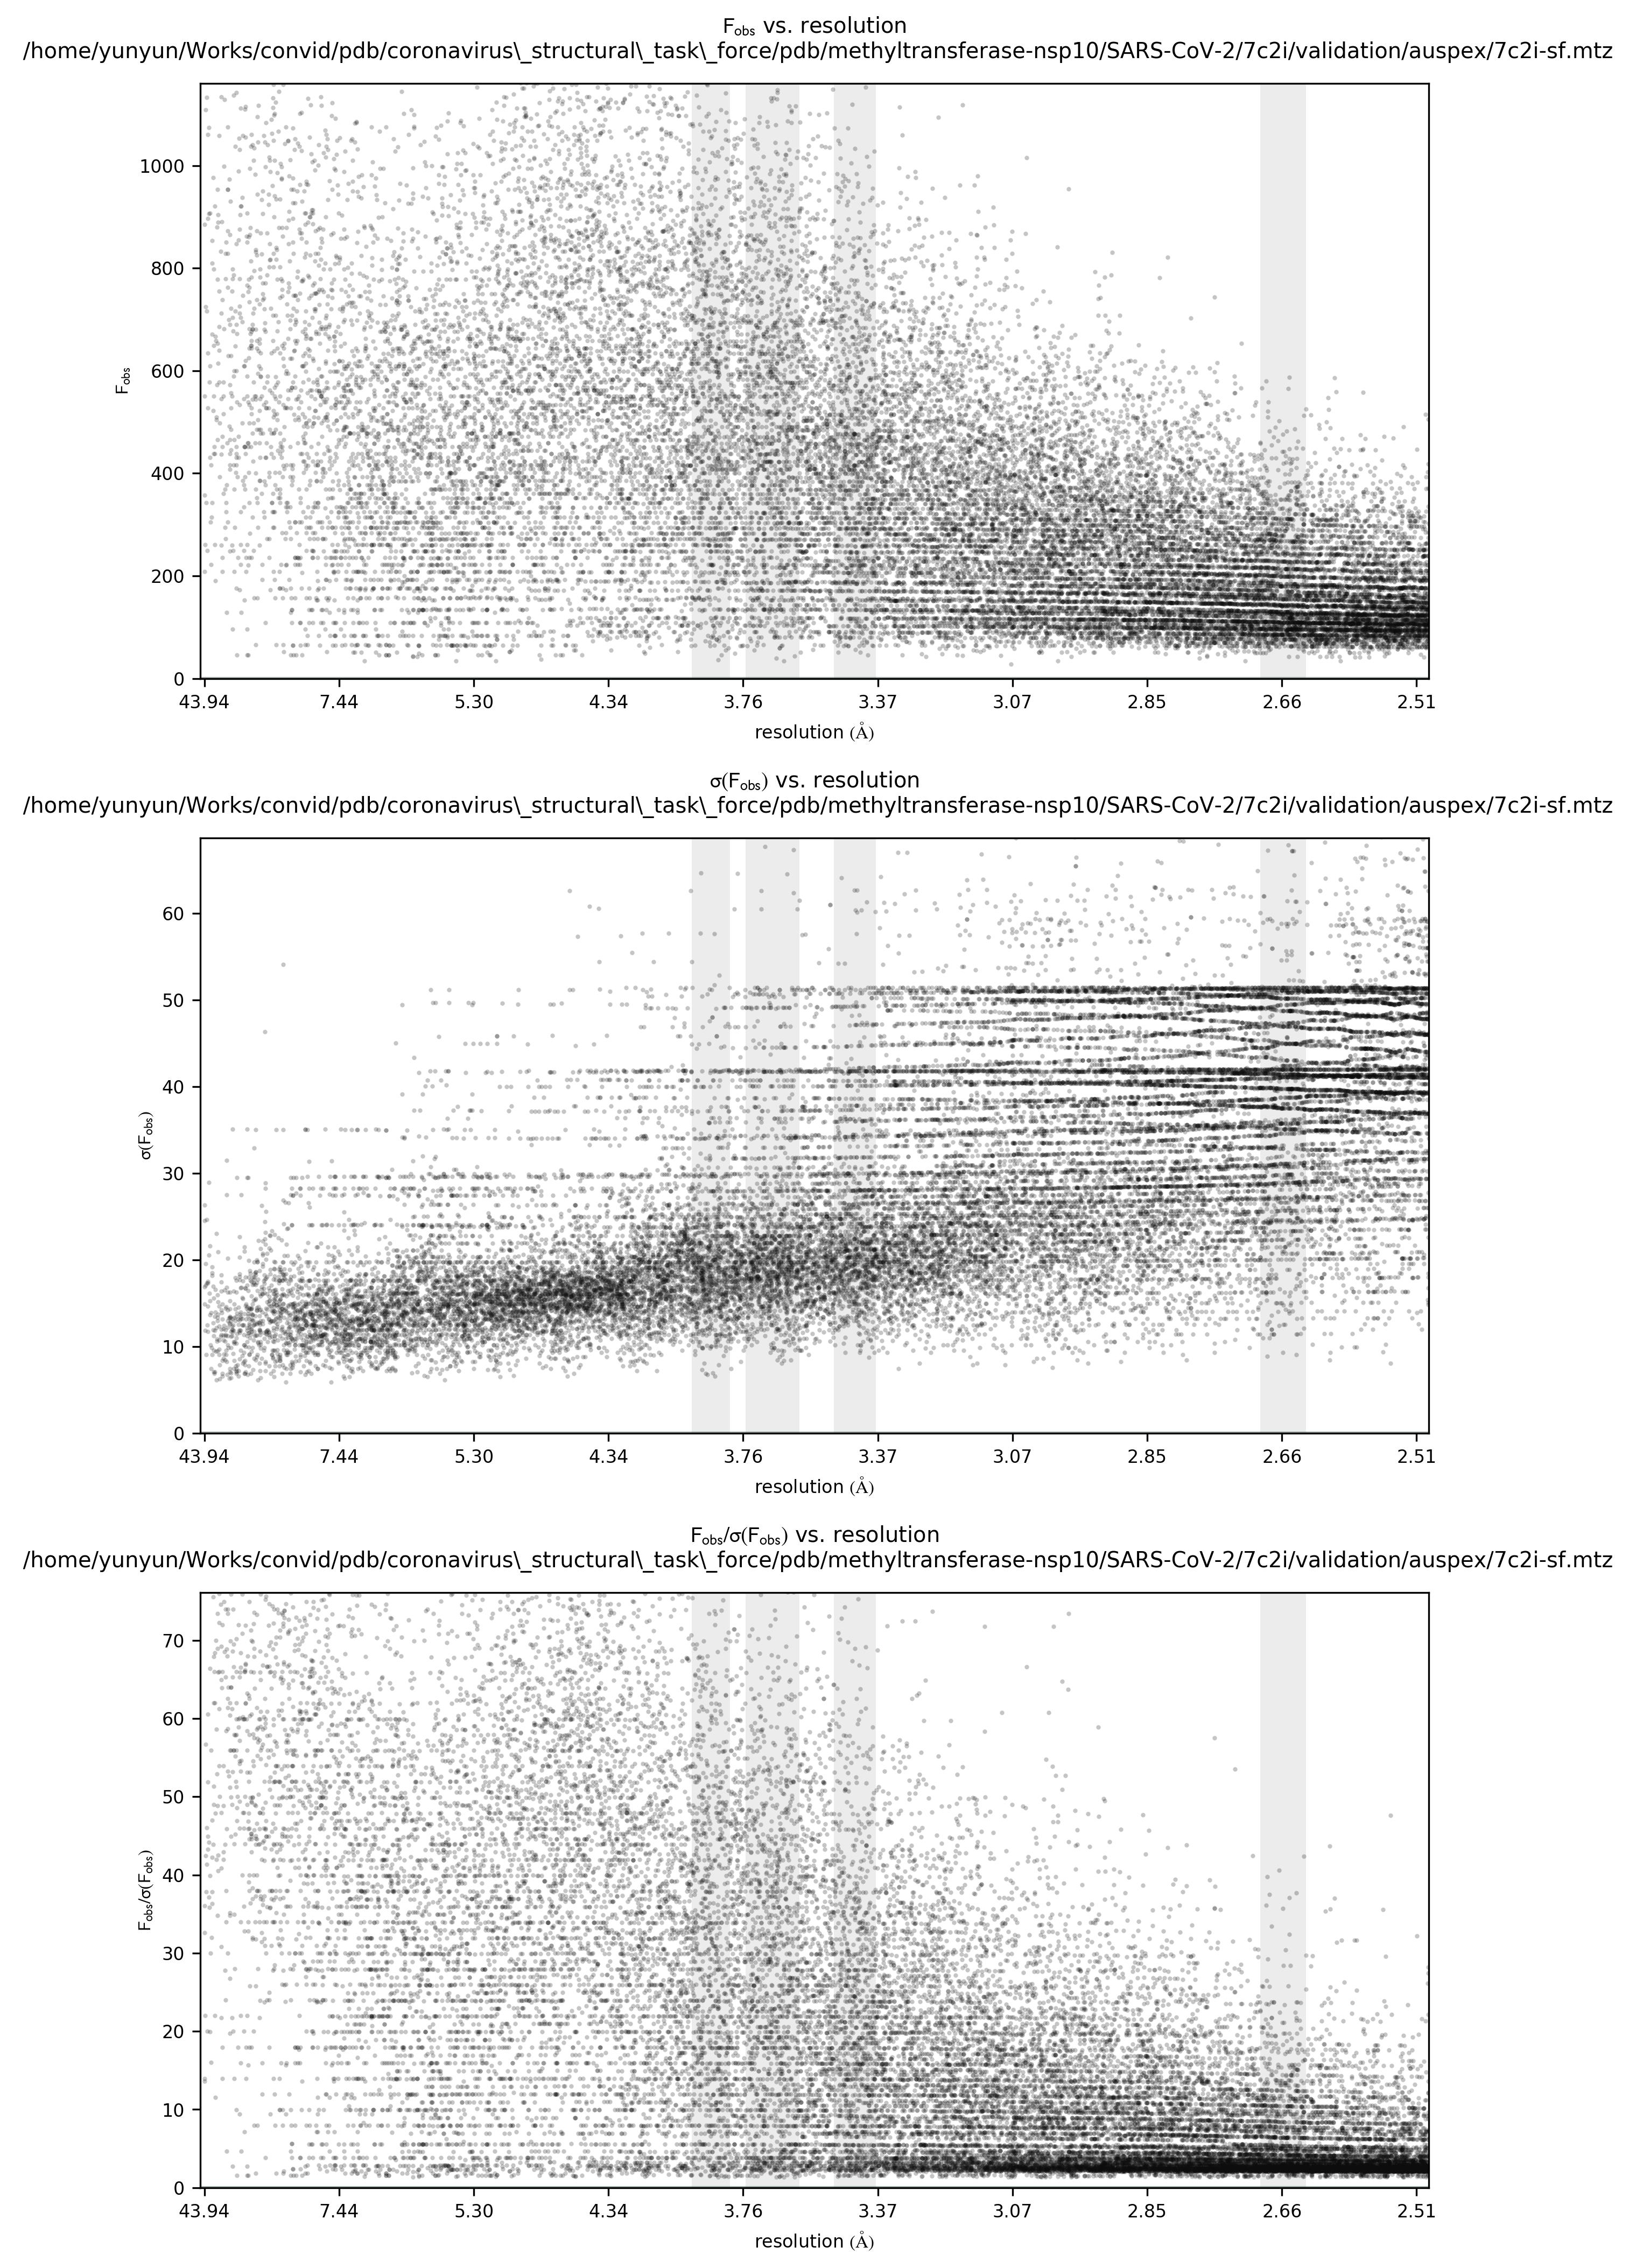 Fobs vs. resolution
/home/yunyun/Works/convid/pdb/coronavirus\_structural\_task\_force/pdb/methyltransferase-nsp10/SARS-CoV-2/7c2i/validation/auspex/7c2i-sf.mtz
1000
800
600
400
200
0
Fobs
43.94 7.44 5.30 4.34 3.76 3.37 3.07 2.85 2.66 2.51
resolution (Å)
σ(Fobs) vs. resolution
/home/yunyun/Works/convid/pdb/coronavirus\_structural\_task\_force/pdb/methyltransferase-nsp10/SARS-CoV-2/7c2i/validation/auspex/7c2i-sf.mtz
60
50
40
30
20
10
0
σ(Fobs)
43.94 7.44 5.30 4.34 3.76 3.37 3.07 2.85 2.66 2.51
resolution (Å)
Fobs/σ(Fobs) vs. resolution
/home/yunyun/Works/convid/pdb/coronavirus\_structural\_task\_force/pdb/methyltransferase-nsp10/SARS-CoV-2/7c2i/validation/auspex/7c2i-sf.mtz
70
60
50
40
30
20
10
0
Fobs/σ(Fobs)
43.94 7.44 5.30 4.34 3.76 3.37 3.07 2.85 2.66 2.51
resolution (Å)